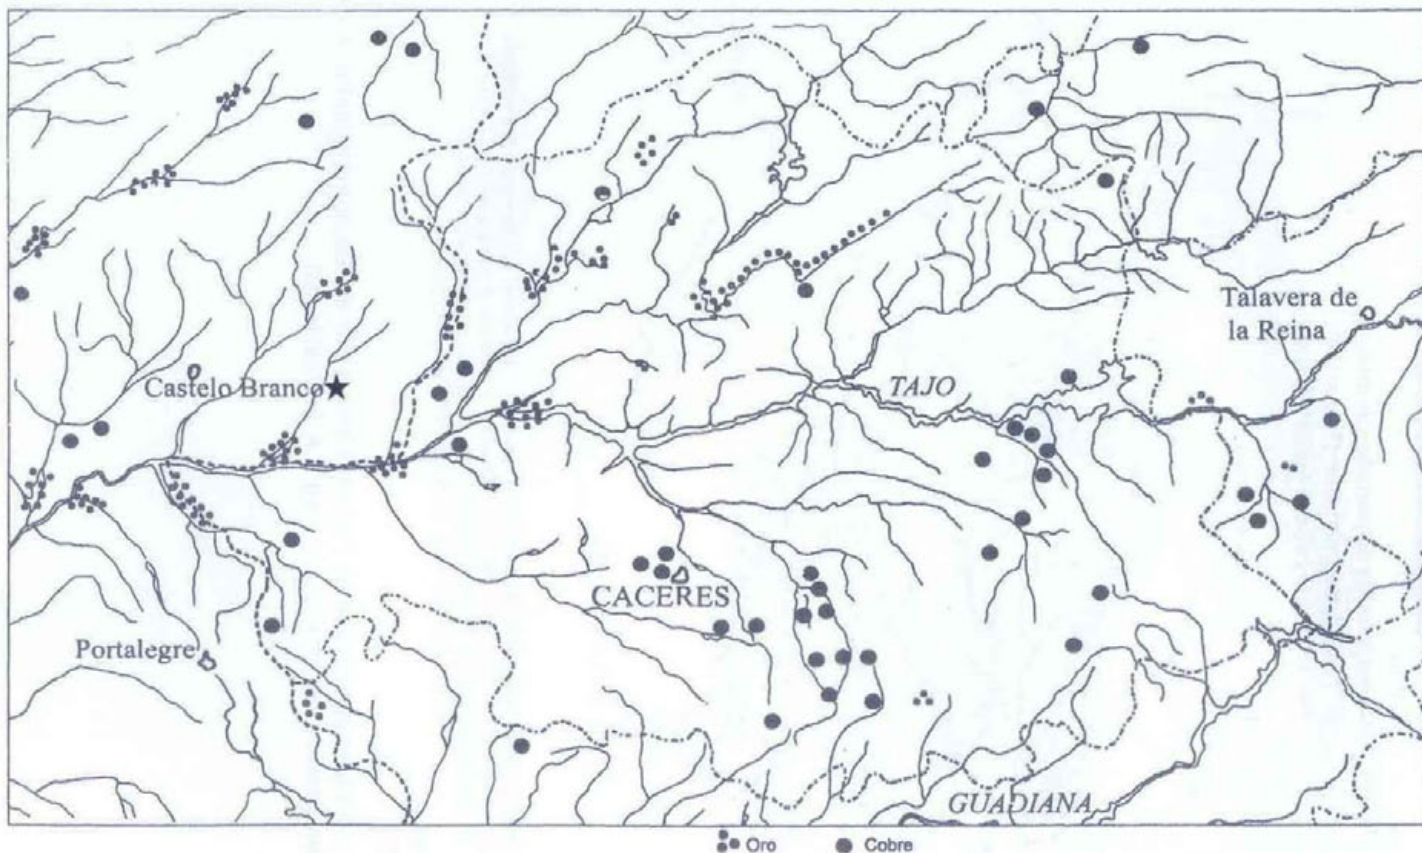 Talavera de
la Reina
TAJO
Castelo Branco
CACERES
Portalegre
GUADIANA
Oro
Cobre